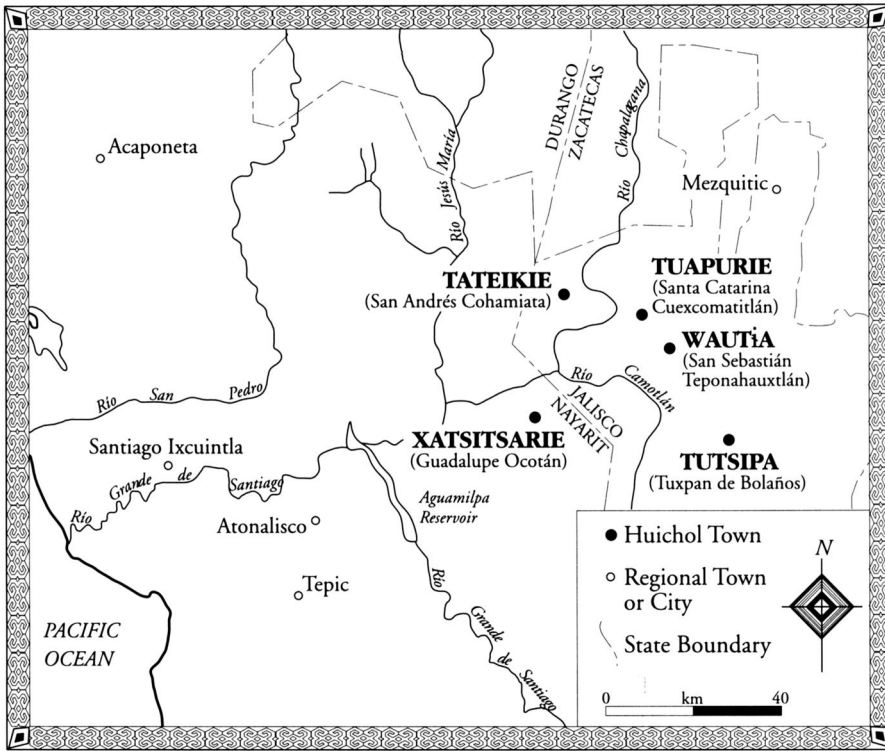 Acaponeta
Río Jesús María
DURANGO
ZACATECAS
Río Chapalagana
Mezquitic
TATEIKIE
(San Andrés Cohamiata)
TUAPURIE
(Santa Catarina
Cuexcomatitlán)
WAUTiA
(San Sebastián
Teponahauxtlán)
Río San Pedro
Río Camotlán
JALISCO
NAYARIT
XATSITSARIE
(Guadalupe Ocotán)
TUTSIPA
(Tuxpan de Bolaños)
Santiago Ixcuintla
Río Grande de Santiago
Aguamilpa
Reservoir
Atonalisco
Tepic
Río Grande de Santiago
PACIFIC
OCEAN
Huichol Town
Regional Town
or City
State Boundary
N
0 km 40